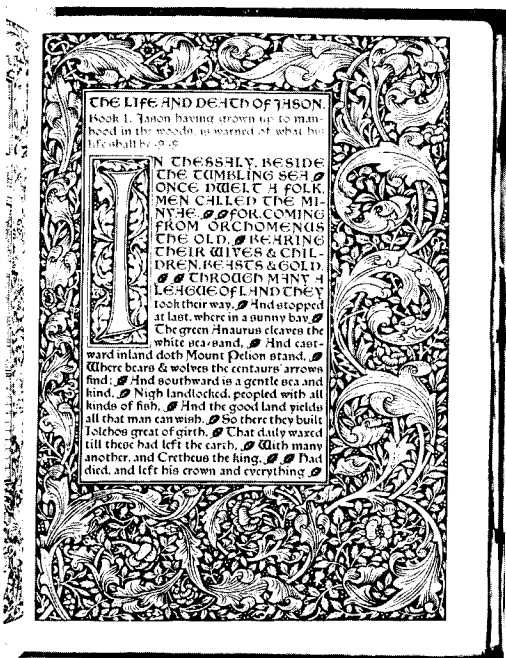 THE LIFE AND DEATH OF JASON.
Book I. Jason having grown up to man-
hood in the woods, is warned of what his
life shall be.
IN THESSALY, BESIDE
THE TUMBLING SEA
ONCE DWELT A FOLK,
MEN CALLED THE MI-
NYAE. FOR, COMING
FROM ORCHOMENUS
THE OLD, BEARING
THEIR WIVES & CHIL-
DREN, BEASTS & GOLD,
THROUGH MANY A
LEAGUE OF LAND THEY
took their way, And stopped
at last, where in a sunny bay
The green Anaurus cleaves the
white sea-sand, And east-
ward inland doth Mount Pelion stand,
Where bears & wolves the centaurs' arrows
find; And southward is a gentle sea and
kind, Nigh landlocked, peopled with all
kinds of fish, And the good land yields
all that man can wish. So there they built
Iolchos great of girth, That daily waxed
till these had left the earth, With many
another, and Cretheus the king, Had
died, and left his crown and everything